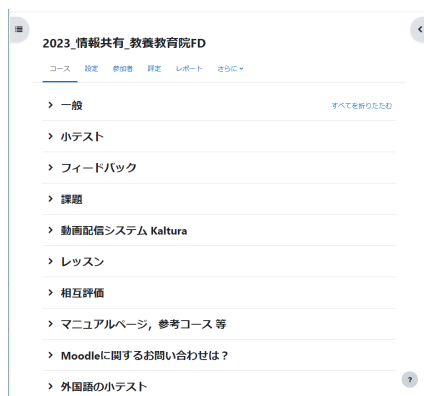 2023_情報共有_教養教育院FD
コース 設定 参加者 評定 レポート さらに
一般 すべてを折りたたむ
小テスト
フィードバック
課題
動画配信システム Kaltura
レッスン
相互評価
マニュアルページ，参考コース 等
Moodleに関するお問い合わせは？
外国語の小テスト
?